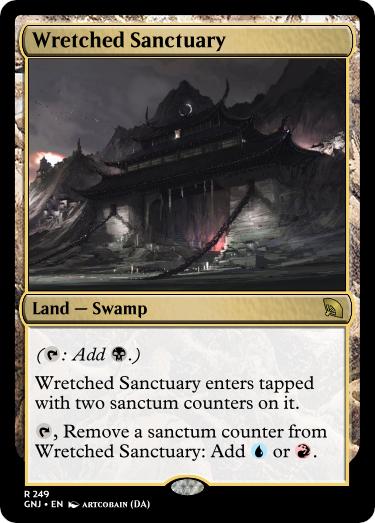 Wretched Sanctuary
Land — Swamp
(: Add .)
Wretched Sanctuary enters tapped
with two sanctum counters on it.
, Remove a sanctum counter from
Wretched Sanctuary: Add  or .
R 249
GNJ • EN ARTCOBAIN (DA)